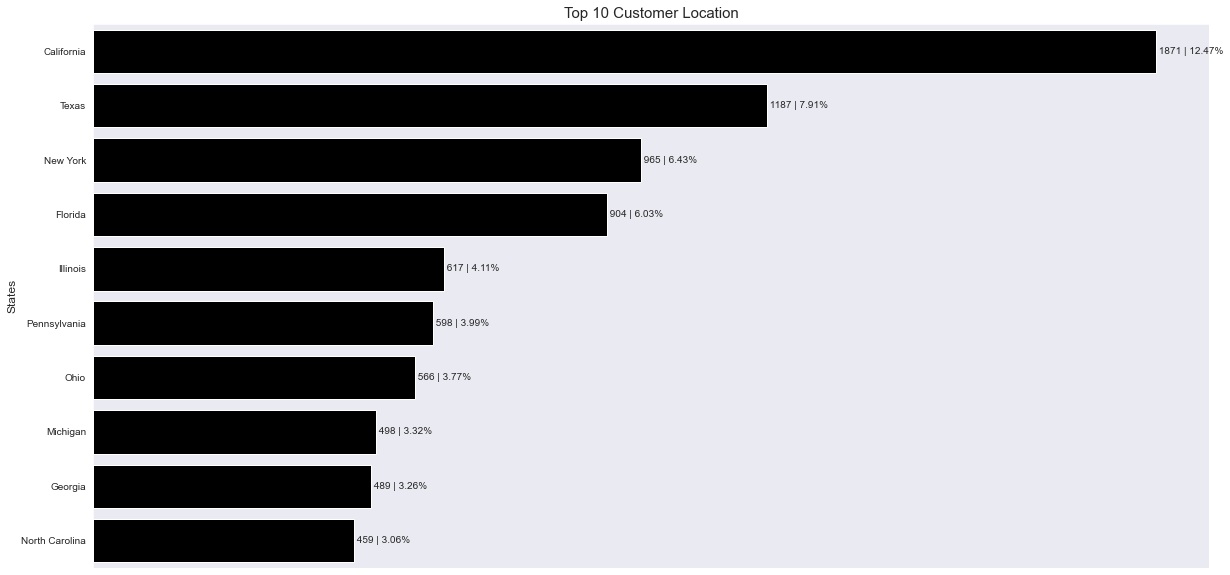 Top 10 Customer Location
California
1871 | 12.47%
Texas
1187 | 7.91%
New York
965 | 6.43%
Florida
904 | 6.03%
Illinois
617 | 4.11%
States
Pennsylvania
598 | 3.99%
Ohio
566 | 3.77%
Michigan
498 | 3.32%
Georgia
489 | 3.26%
North Carolina
459 | 3.06%